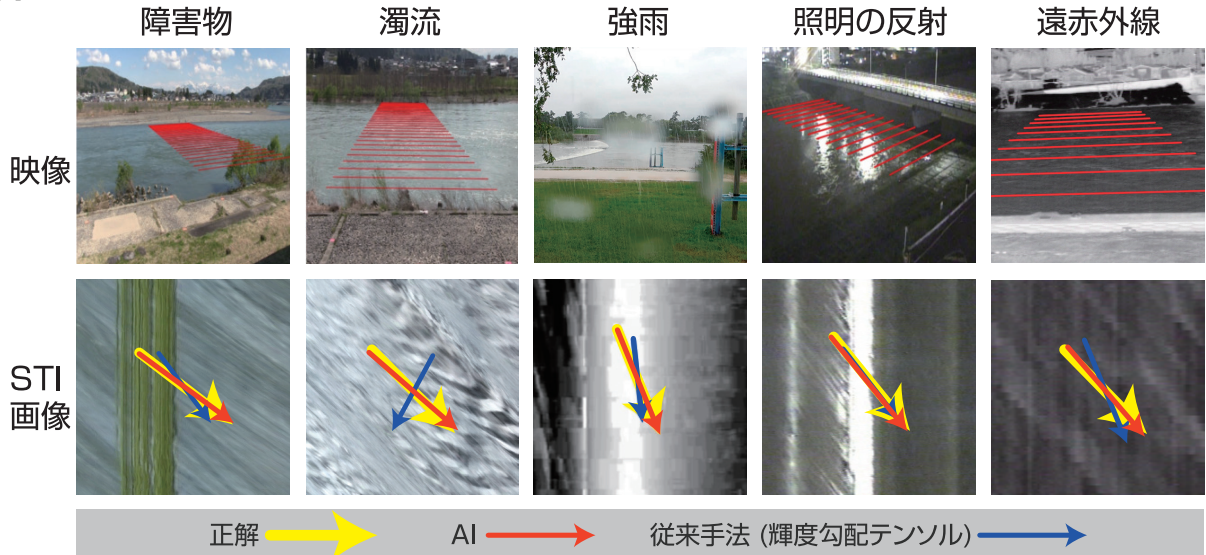 障害物 濁流 強雨 照明の反射 遠赤外線
映像
STI
画像
正解 AI 従来手法 (輝度勾配テンソル)